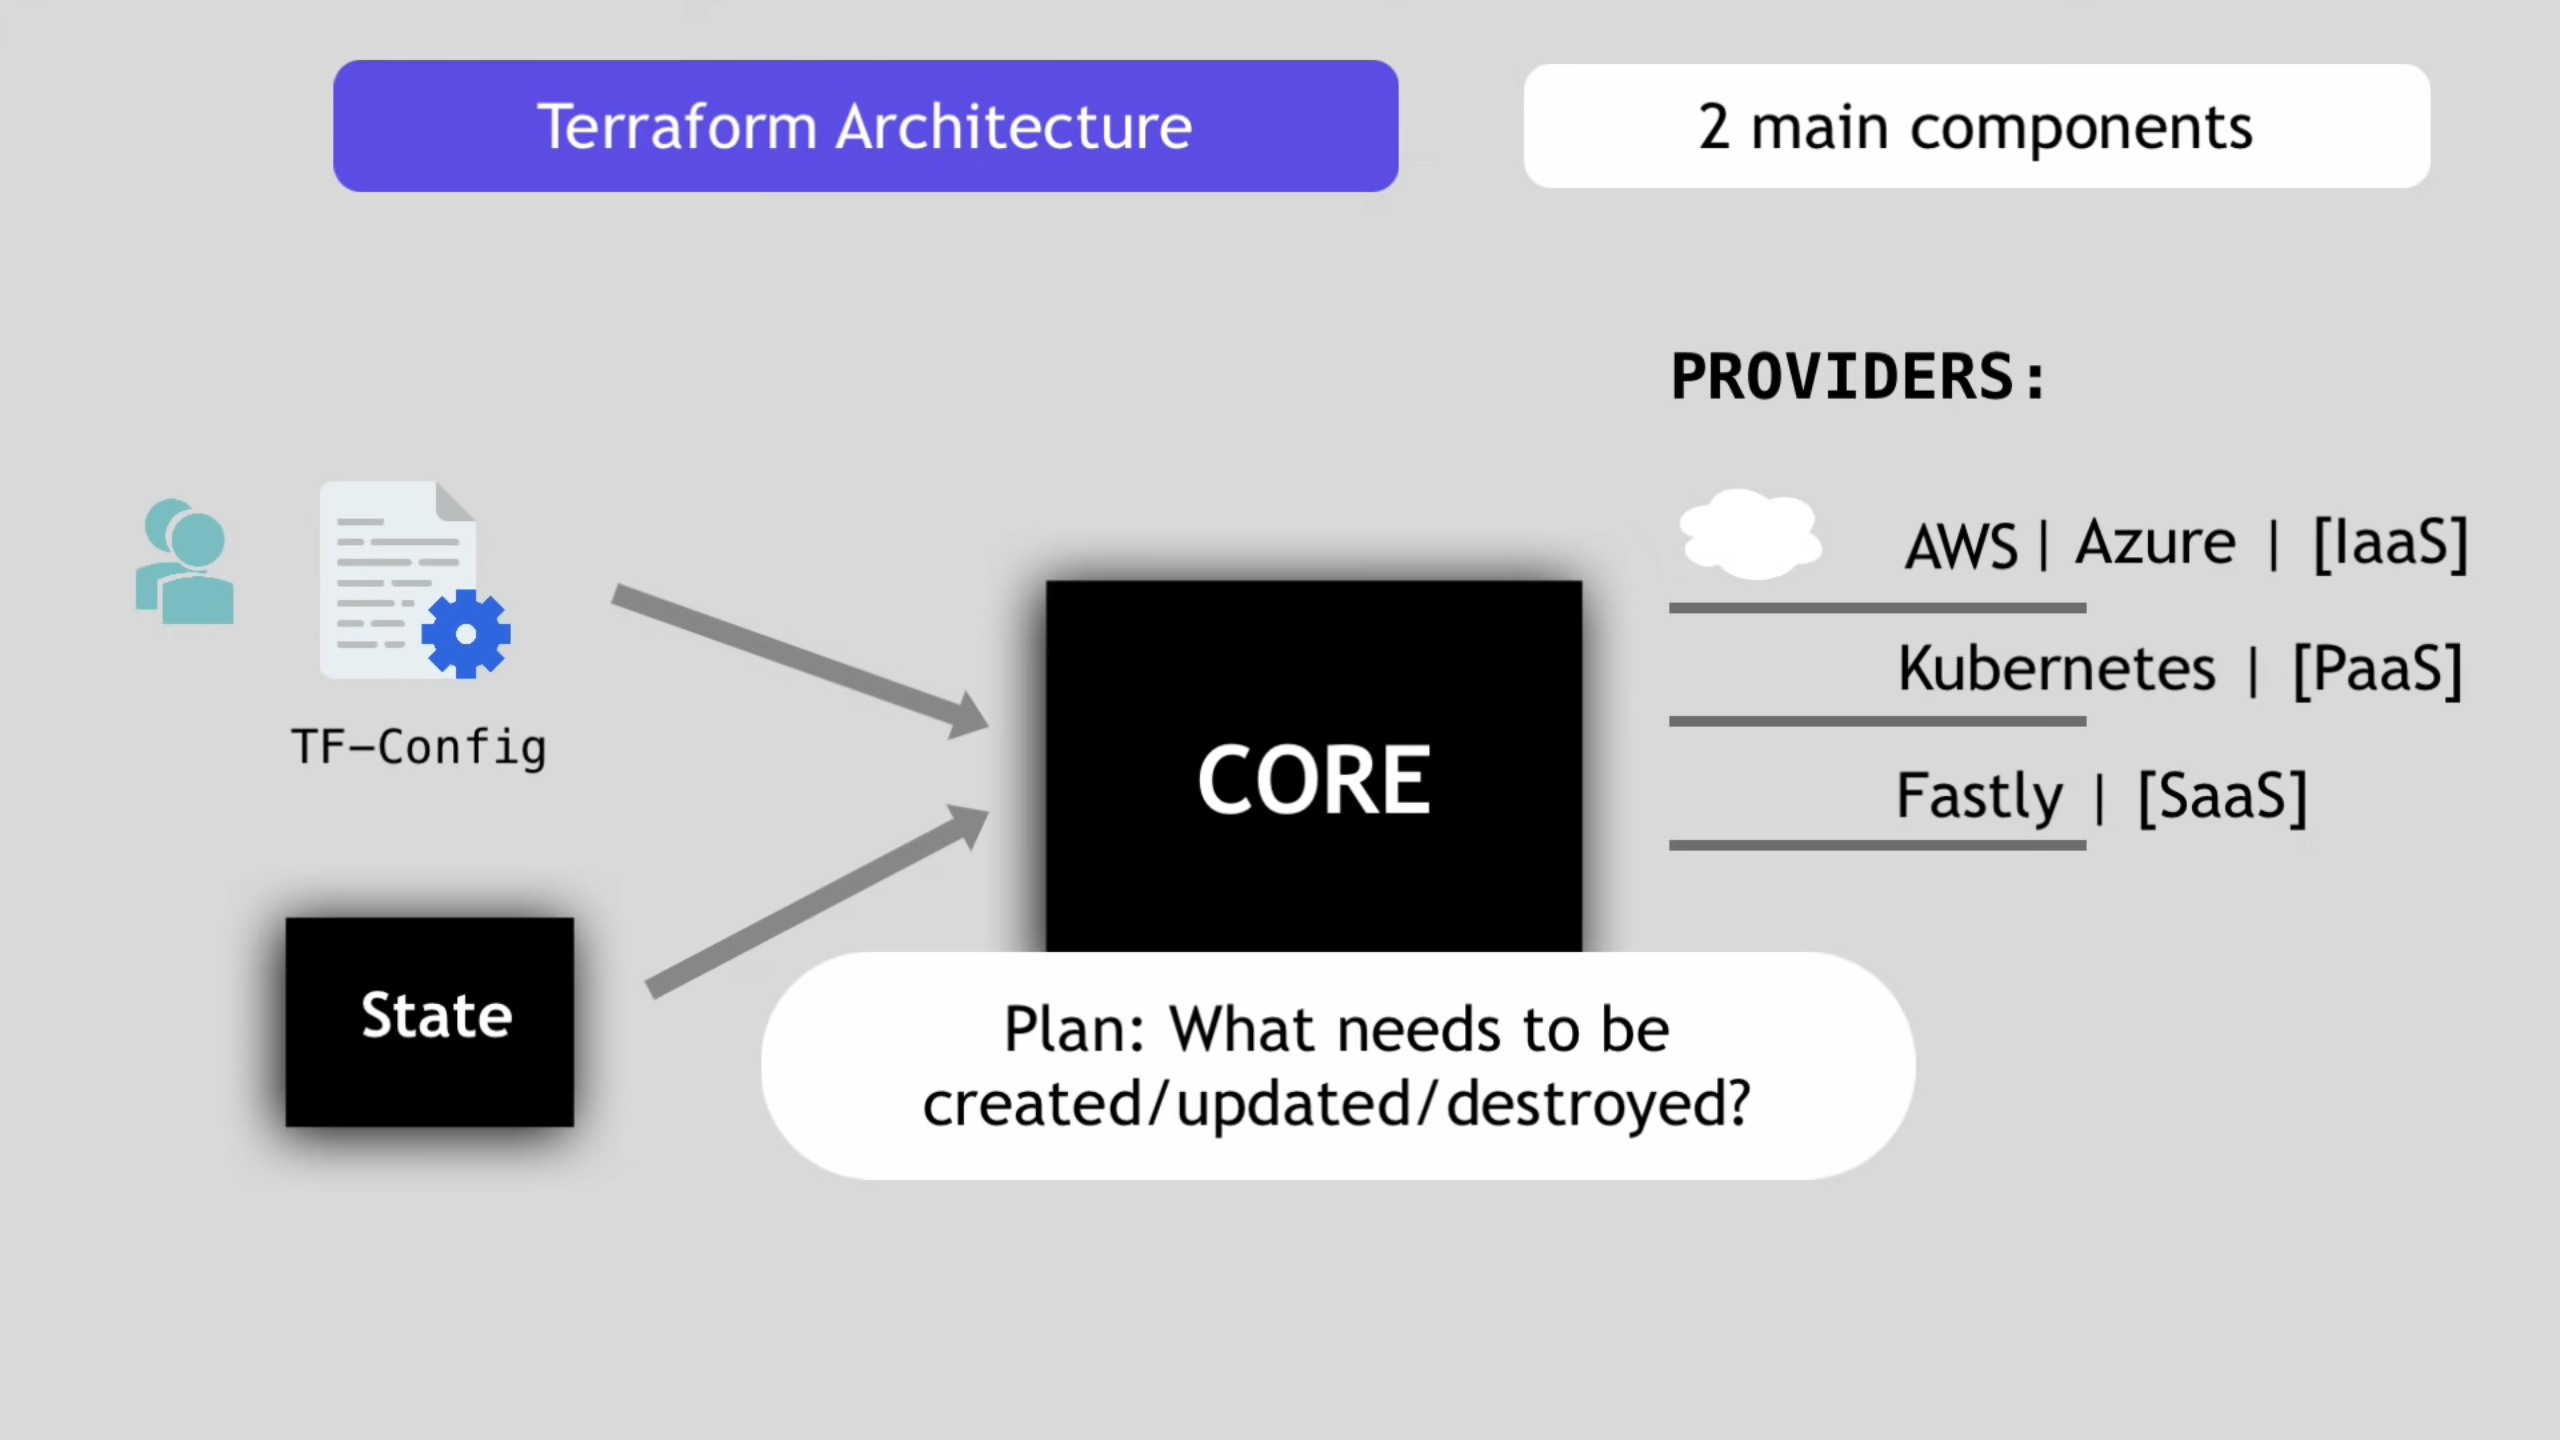 Terraform Architecture
2 main components
PROVIDERS:
AWS | Azure | [IaaS]
Kubernetes | [PaaS]
Fastly | [SaaS]
TF-Config
CORE
State
Plan: What needs to be
created/updated/destroyed?